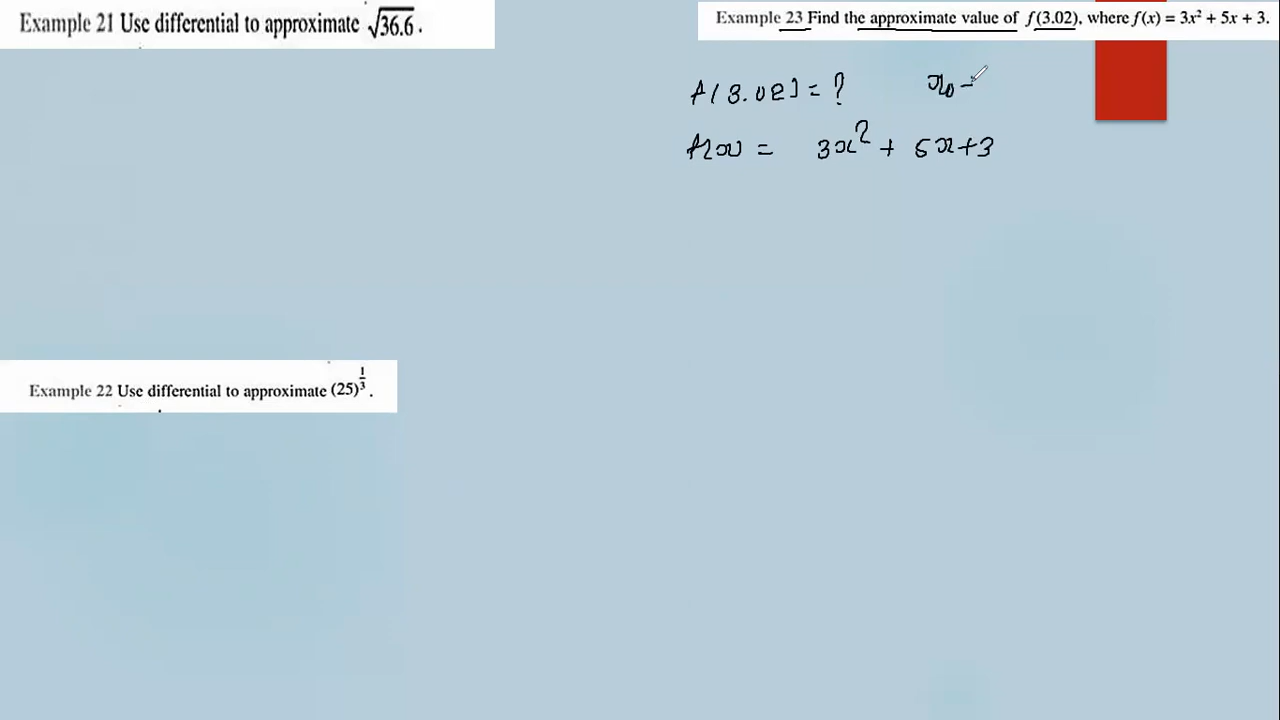 Example 21 Use differential to approximate √36.6 .
Example 23 Find the approximate value of f(3.02), where f(x) = 3x² + 5x + 3.
f(3.02) = ?
x₀ =
f(x) = 3x² + 5x+3
Example 22 Use differential to approximate (25)^(1/3) .